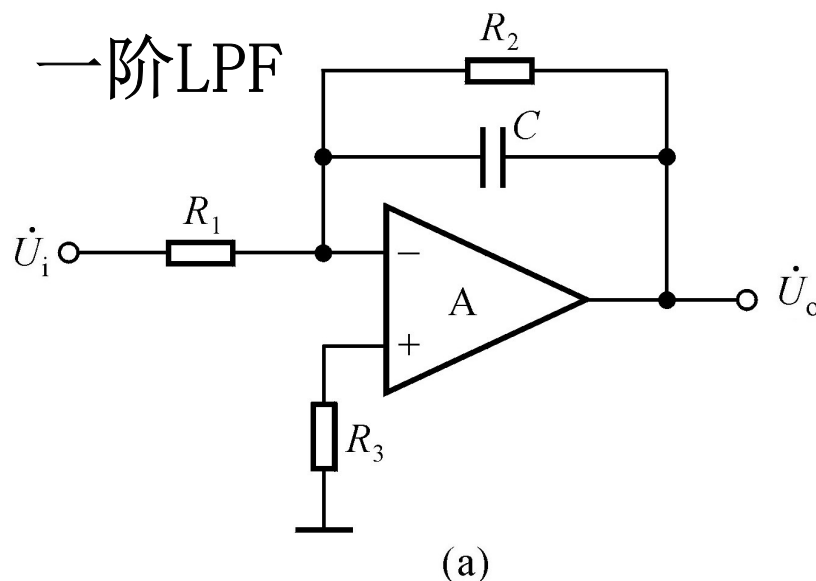 一阶LPF
R₂
C
R₁
U̇ᵢ
−
A
U̇ₒ
+
R₃
(a)